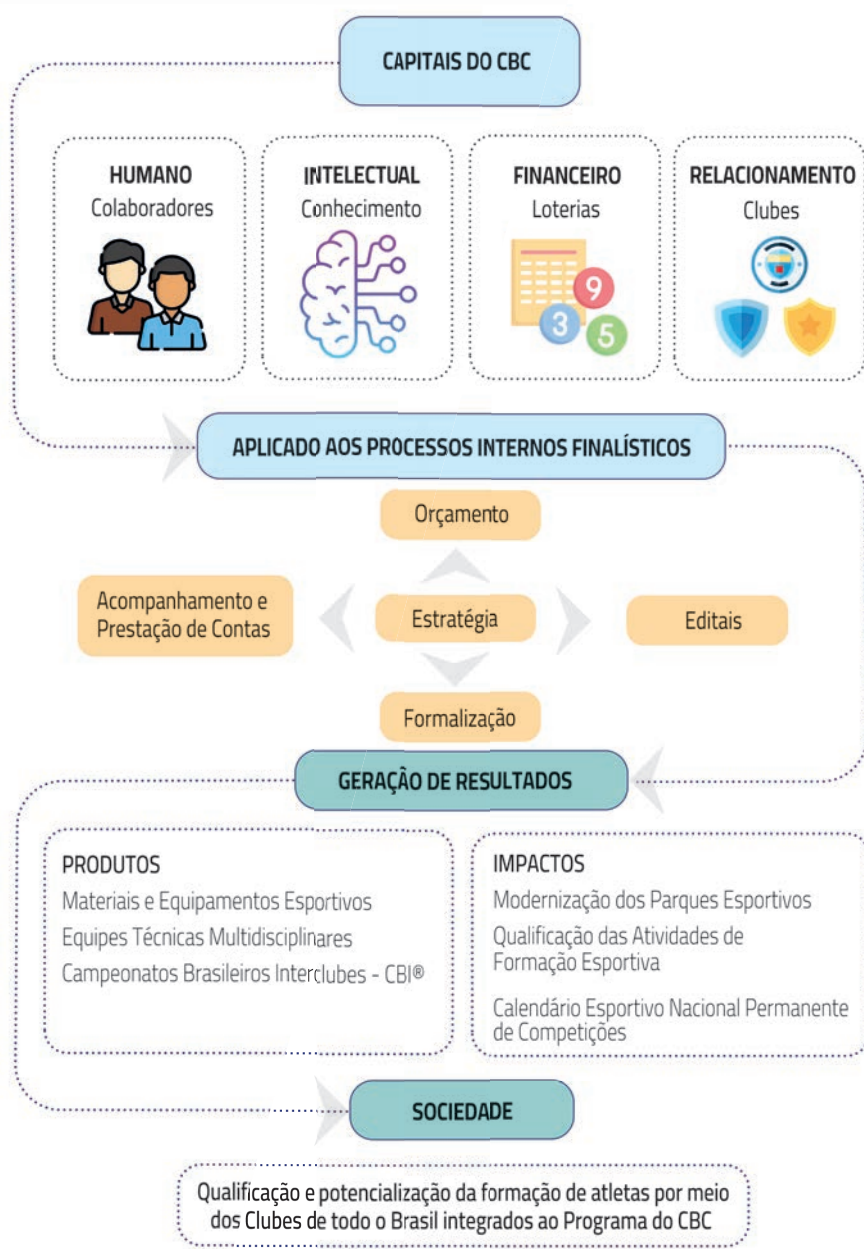 CAPITAIS DO CBC
HUMANO
Colaboradores
INTELECTUAL
Conhecimento
FINANCEIRO
Loterias
9
3
5
RELACIONAMENTO
Clubes
APLICADO AOS PROCESSOS INTERNOS FINALÍSTICOS
Orçamento
Acompanhamento e
Prestação de Contas
Estratégia
Editais
Formalização
GERAÇÃO DE RESULTADOS
PRODUTOS
Materiais e Equipamentos Esportivos
Equipes Técnicas Multidisciplinares
Campeonatos Brasileiros Interclubes - CBI®
IMPACTOS
Modernização dos Parques Esportivos
Qualificação das Atividades de
Formação Esportiva
Calendário Esportivo Nacional Permanente
de Competições
SOCIEDADE
Qualificação e potencialização da formação de atletas por meio
dos Clubes de todo o Brasil integrados ao Programa do CBC